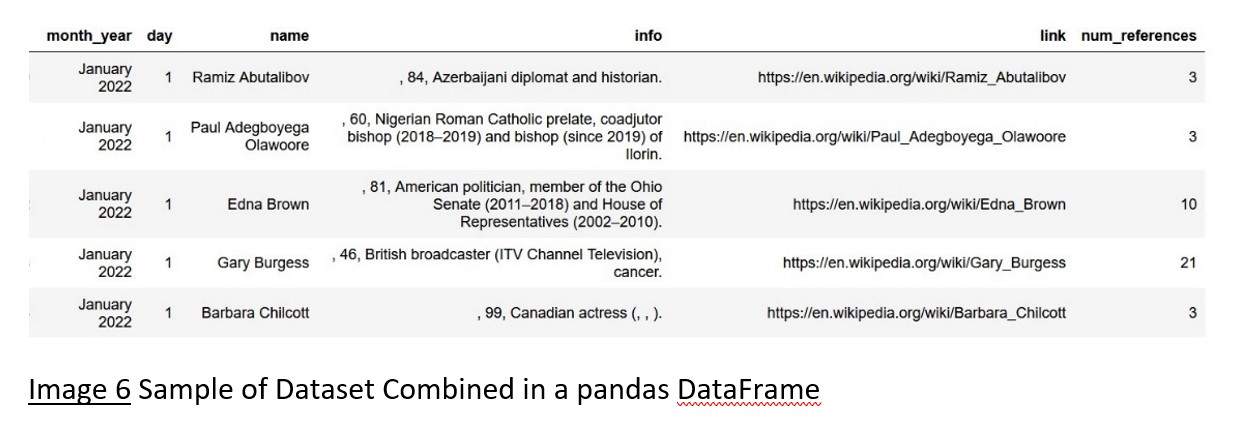 month_year day name info link num_references
January
2022 1 Ramiz Abutalibov , 84, Azerbaijani diplomat and historian. https://en.wikipedia.org/wiki/Ramiz_Abutalibov 3
January
2022 1 Paul Adegboyega
Olawoore , 60, Nigerian Roman Catholic prelate, coadjutor
bishop (2018–2019) and bishop (since 2019) of
Ilorin. https://en.wikipedia.org/wiki/Paul_Adegboyega_Olawoore 3
January
2022 1 Edna Brown , 81, American politician, member of the Ohio
Senate (2011–2018) and House of
Representatives (2002–2010). https://en.wikipedia.org/wiki/Edna_Brown 10
January
2022 1 Gary Burgess , 46, British broadcaster (ITV Channel Television),
cancer. https://en.wikipedia.org/wiki/Gary_Burgess 21
January
2022 1 Barbara Chilcott , 99, Canadian actress (, , ). https://en.wikipedia.org/wiki/Barbara_Chilcott 3
Image 6 Sample of Dataset Combined in a pandas DataFrame